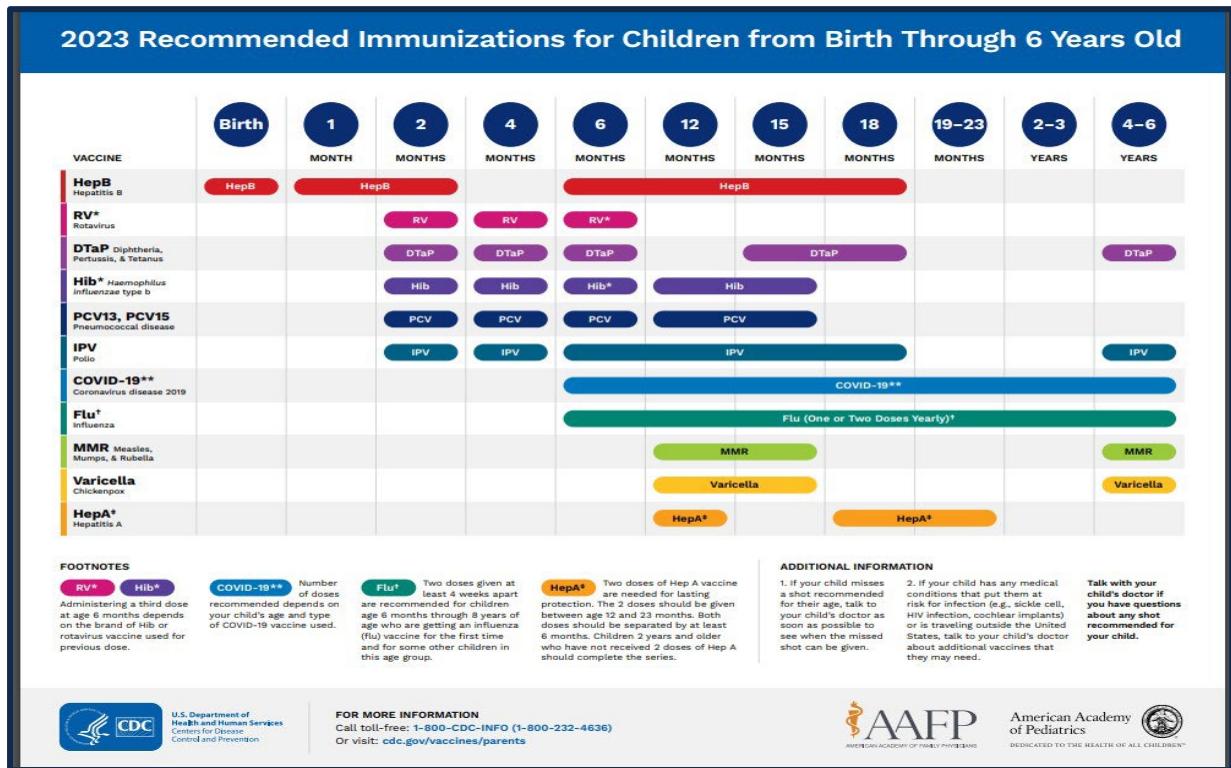 2023 Recommended Immunizations for Children from Birth Through 6 Years Old
Birth 1 2 4 6 12 15 18 19–23 2–3 4–6
VACCINE MONTH MONTHS MONTHS MONTHS MONTHS MONTHS MONTHS MONTHS YEARS YEARS
HepB
Hepatitis B
HepB HepB HepB
RV*
Rotavirus
RV RV RV*
DTaP Diphtheria,
Pertussis, & Tetanus
DTaP DTaP DTaP DTaP DTaP
Hib* Haemophilus
influenzae type b
Hib Hib Hib* Hib
PCV13, PCV15
Pneumococcal disease
PCV PCV PCV PCV
IPV
Polio
IPV IPV IPV IPV
COVID-19**
Coronavirus disease 2019
COVID-19**
Flu†
Influenza
Flu (One or Two Doses Yearly)†
MMR Measles,
Mumps, & Rubella
MMR MMR
Varicella
Chickenpox
Varicella Varicella
HepA‡
Hepatitis A
HepA‡ HepA‡
FOOTNOTES
RV* Hib*
Administering a third dose
at age 6 months depends
on the brand of Hib or
rotavirus vaccine used for
previous dose.
COVID-19** Number
of doses
recommended depends on
your child's age and type
of COVID-19 vaccine used.
Flu† Two doses given at
least 4 weeks apart
are recommended for children
age 6 months through 8 years of
age who are getting an influenza
(flu) vaccine for the first time
and for some other children in
this age group.
HepA‡ Two doses of Hep A vaccine
are needed for lasting
protection. The 2 doses should be given
between age 12 and 23 months. Both
doses should be separated by at least
6 months. Children 2 years and older
who have not received 2 doses of Hep A
should complete the series.
ADDITIONAL INFORMATION
1. If your child misses
a shot recommended
for their age, talk to
your child's doctor as
soon as possible to
see when the missed
shot can be given.
2. If your child has any medical
conditions that put them at
risk for infection (e.g., sickle cell,
HIV infection, cochlear implants)
or is traveling outside the United
States, talk to your child's doctor
about additional vaccines that
they may need.
Talk with your
child's doctor if
you have questions
about any shot
recommended for
your child.
CDC
U.S. Department of
Health and Human Services
Centers for Disease
Control and Prevention
FOR MORE INFORMATION
Call toll-free: 1-800-CDC-INFO (1-800-232-4636)
Or visit: cdc.gov/vaccines/parents
AAFP
AMERICAN ACADEMY OF FAMILY PHYSICIANS
American Academy
of Pediatrics
DEDICATED TO THE HEALTH OF ALL CHILDREN™